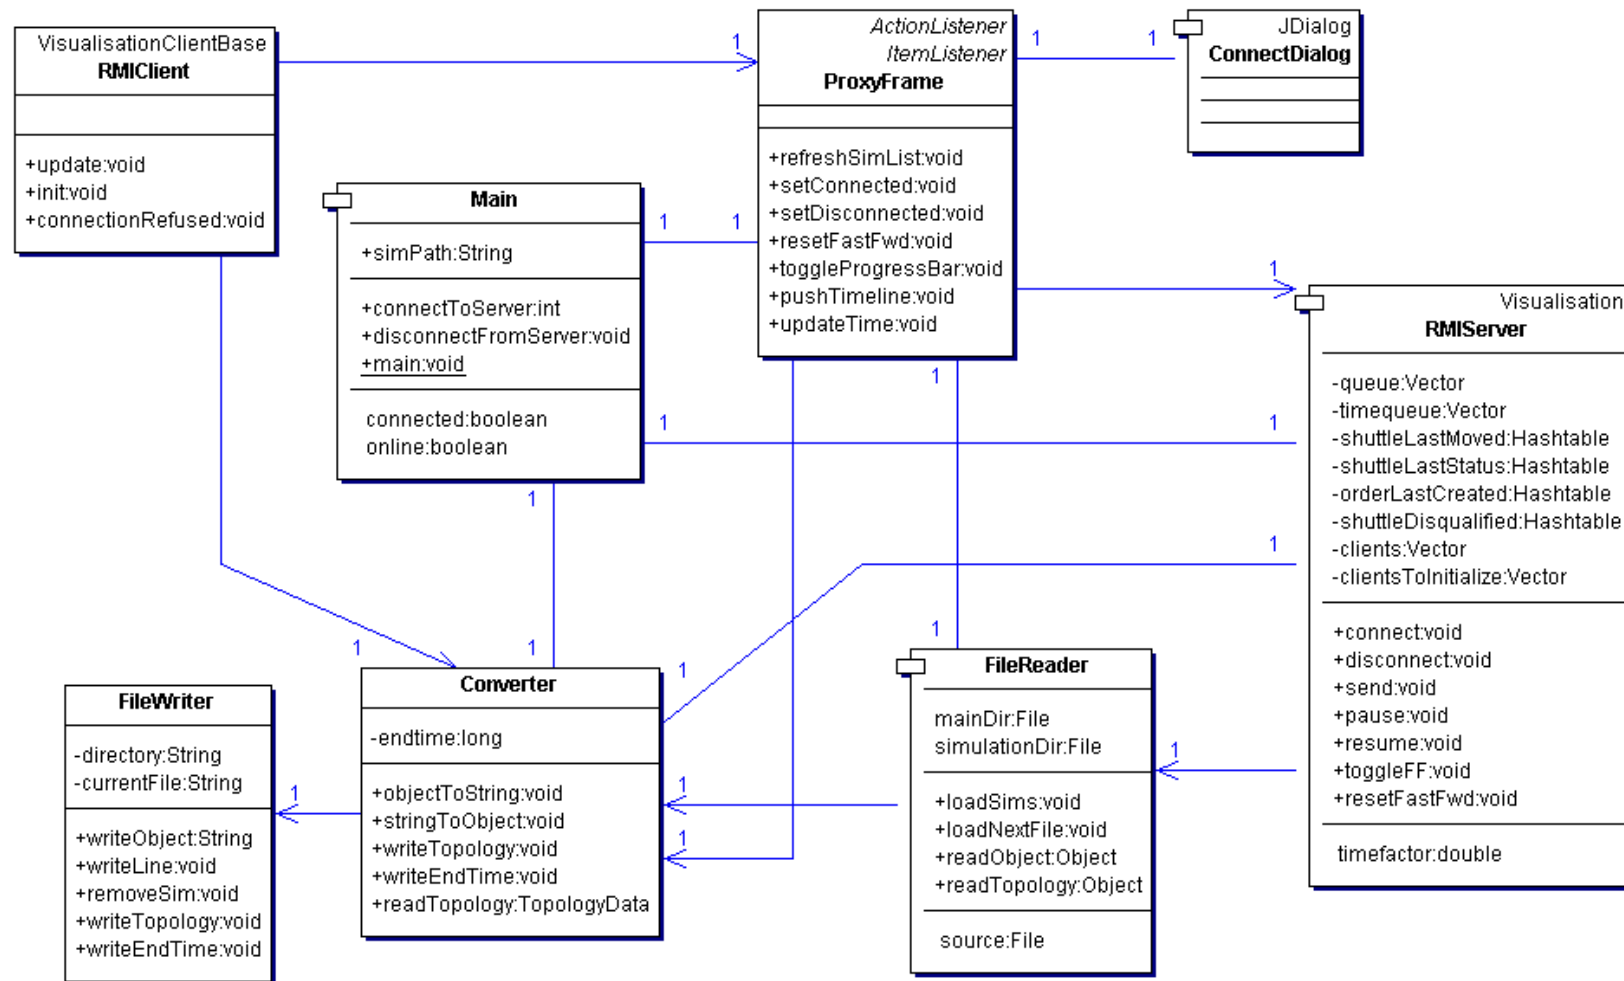 VisualisationClientBase
RMIClient
+update:void
+init:void
+connectionRefused:void
1
ActionListener
ItemListener
ProxyFrame
+refreshSimList:void
+setConnected:void
+setDisconnected:void
+resetFastFwd:void
+toggleProgressBar:void
+pushTimeline:void
+updateTime:void
1
1
JDialog
ConnectDialog
Main
+simPath:String
+connectToServer:int
+disconnectFromServer:void
+main:void
connected:boolean
online:boolean
1
1
1
1
1
1
1
1
Visualisation
RMIServer
-queue:Vector
-timequeue:Vector
-shuttleLastMoved:Hashtable
-shuttleLastStatus:Hashtable
-orderLastCreated:Hashtable
-shuttleDisqualified:Hashtable
-clients:Vector
-clientsToInitialize:Vector
+connect:void
+disconnect:void
+send:void
+pause:void
+resume:void
+toggleFF:void
+resetFastFwd:void
timefactor:double
1
1
1
1
FileWriter
-directory:String
-currentFile:String
+writeObject:String
+writeLine:void
+removeSim:void
+writeTopology:void
+writeEndTime:void
1
Converter
-endtime:long
+objectToString:void
+stringToObject:void
+writeTopology:void
+writeEndTime:void
+readTopology:TopologyData
1
1
FileReader
mainDir:File
simulationDir:File
+loadSims:void
+loadNextFile:void
+readObject:Object
+readTopology:Object
source:File
1